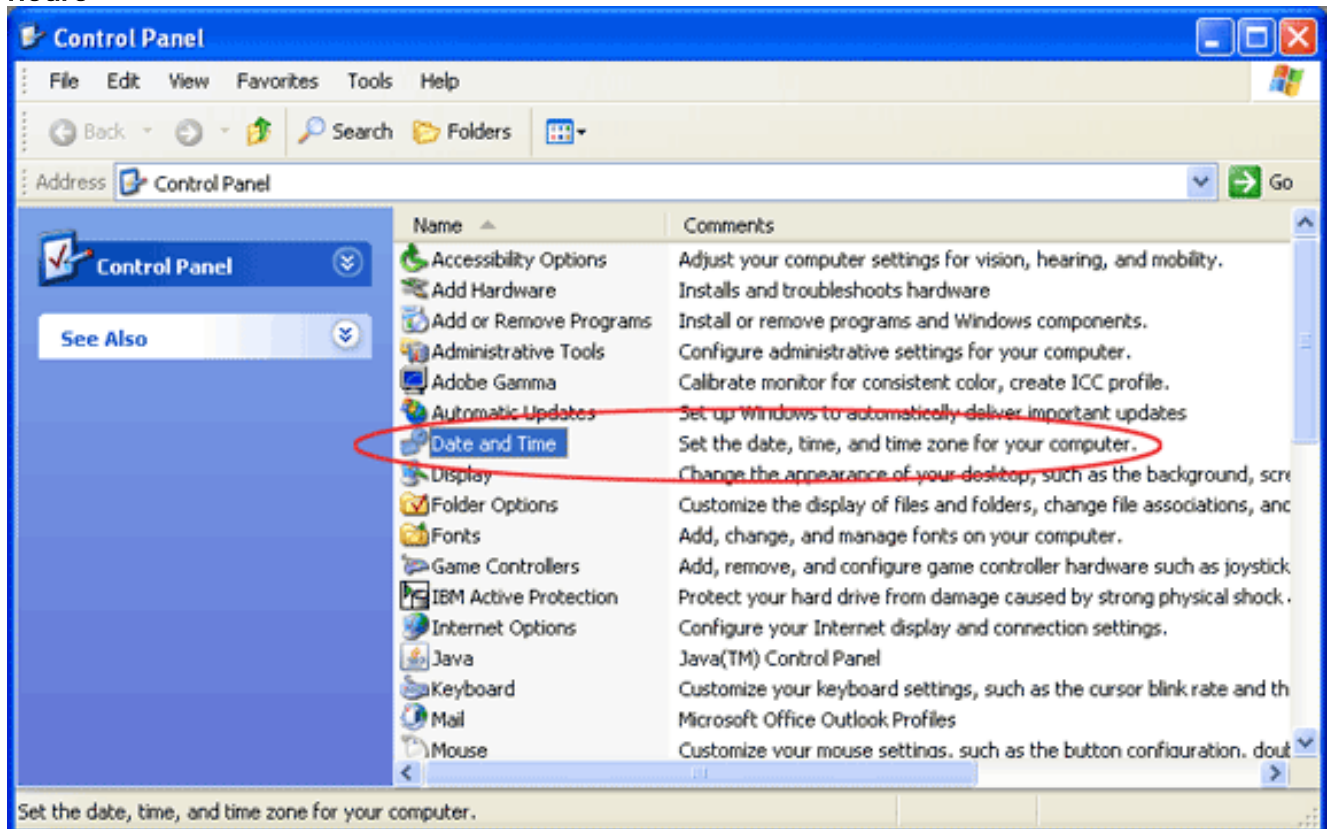 Control Panel
File Edit View Favorites Tools Help
Back Search Folders
Address Control Panel Go
Name Comments
Control Panel
See Also
Accessibility Options Adjust your computer settings for vision, hearing, and mobility.
Add Hardware Installs and troubleshoots hardware
Add or Remove Programs Install or remove programs and Windows components.
Administrative Tools Configure administrative settings for your computer.
Adobe Gamma Calibrate monitor for consistent color, create ICC profile.
Automatic Updates Set up Windows to automatically deliver important updates
Date and Time Set the date, time, and time zone for your computer.
Display Change the appearance of your desktop, such as the background, scre
Folder Options Customize the display of files and folders, change file associations, and
Fonts Add, change, and manage fonts on your computer.
Game Controllers Add, remove, and configure game controller hardware such as joystick
IBM Active Protection Protect your hard drive from damage caused by strong physical shock
Internet Options Configure your Internet display and connection settings.
Java Java(TM) Control Panel
Keyboard Customize your keyboard settings, such as the cursor blink rate and th
Mail Microsoft Office Outlook Profiles
Mouse Customize your mouse settings, such as the button configuration, doub
Set the date, time, and time zone for your computer.